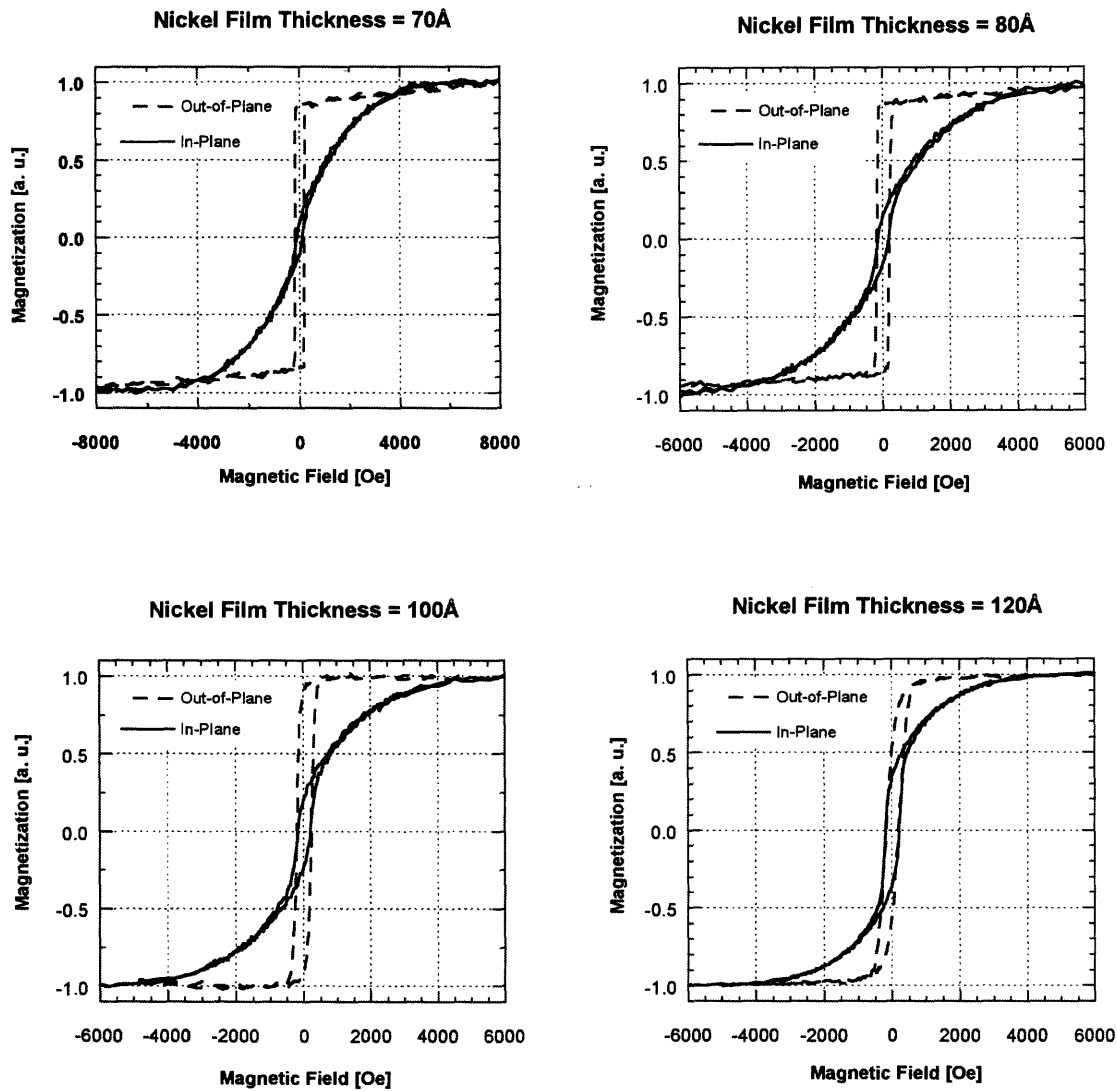 Nickel Film Thickness = 70Å
1.0
0.5
0.0
-0.5
-1.0
Magnetization [a. u.]
Out-of-Plane
In-Plane
-8000 -4000 0 4000 8000
Magnetic Field [Oe]
Nickel Film Thickness = 80Å
1.0
0.5
0.0
-0.5
-1.0
Magnetization [a. u.]
Out-of-Plane
In-Plane
-6000 -4000 -2000 0 2000 4000 6000
Magnetic Field [Oe]
Nickel Film Thickness = 100Å
1.0
0.5
0.0
-0.5
-1.0
Magnetization [a. u.]
Out-of-Plane
In-Plane
-6000 -4000 -2000 0 2000 4000 6000
Magnetic Field [Oe]
Nickel Film Thickness = 120Å
1.0
0.5
0.0
-0.5
-1.0
Magnetization [a. u.]
Out-of-Plane
In-Plane
-6000 -4000 -2000 0 2000 4000 6000
Magnetic Field [Oe]